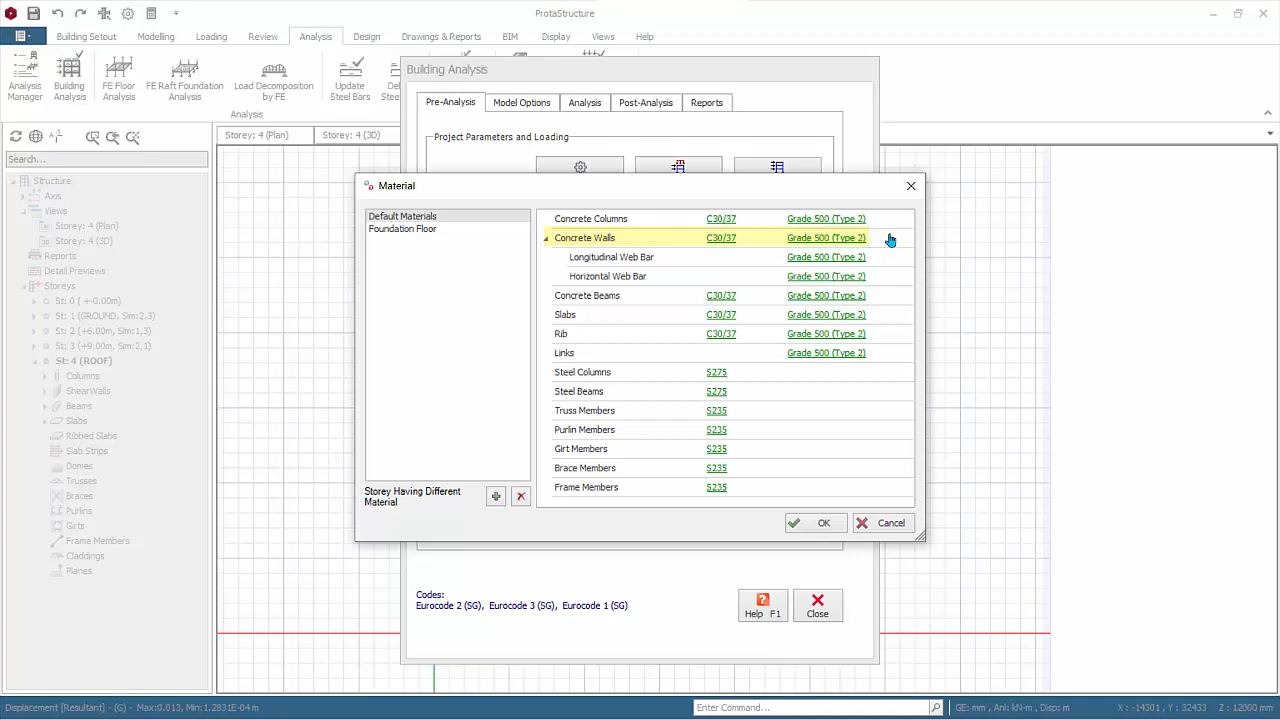 ProtaStructure
Building Setout
Modelling
Loading
Review
Analysis
Design
Drawings & Reports
BIM
Display
Views
Help
Analysis Manager
Building Analysis
FE Floor Analysis
FE Raft Foundation Analysis
Load Decomposition by FE
Update Steel Bars
Analysis
Search...
Structure
Axis
Views
Storey: 4 (Plan)
Storey: 4 (3D)
Reports
Detail Previews
Storeys
St: 0 ( +-0.00m)
St: 1 (GROUND, Sim:2.3)
St: 2 (+6.00m, Sim:1,3)
St: 3 (+9.00m, Sim:2,1)
St: 4 (ROOF)
Columns
ShearWalls
Beams
Slabs
Ribbed Slabs
Slab Strips
Domes
Trusses
Braces
Purlins
Girts
Frame Members
Claddings
Planes
Storey: 4 (Plan)
Storey: 4 (3D)
Building Analysis
Pre-Analysis
Model Options
Analysis
Post-Analysis
Reports
Project Parameters and Loading
Material
Default Materials
Foundation Floor
Concrete Columns C30/37 Grade 500 (Type 2)
Concrete Walls C30/37 Grade 500 (Type 2)
Longitudinal Web Bar Grade 500 (Type 2)
Horizontal Web Bar Grade 500 (Type 2)
Concrete Beams C30/37 Grade 500 (Type 2)
Slabs C30/37 Grade 500 (Type 2)
Rib C30/37 Grade 500 (Type 2)
Links Grade 500 (Type 2)
Steel Columns S275
Steel Beams S275
Truss Members S235
Purlin Members S235
Girt Members S235
Brace Members S235
Frame Members S235
Storey Having Different
Material
OK
Cancel
Codes:
Eurocode 2 (SG), Eurocode 3 (SG), Eurocode 1 (SG)
Help F1
Close
Displacement [Resultant] - (G) - Max:0.013, Min:1.2831E-04 m
Enter Command...
GE: mm , Anl: kN-m , Disp: m
X : -14301 , Y : 32433
Z : 12000 mm